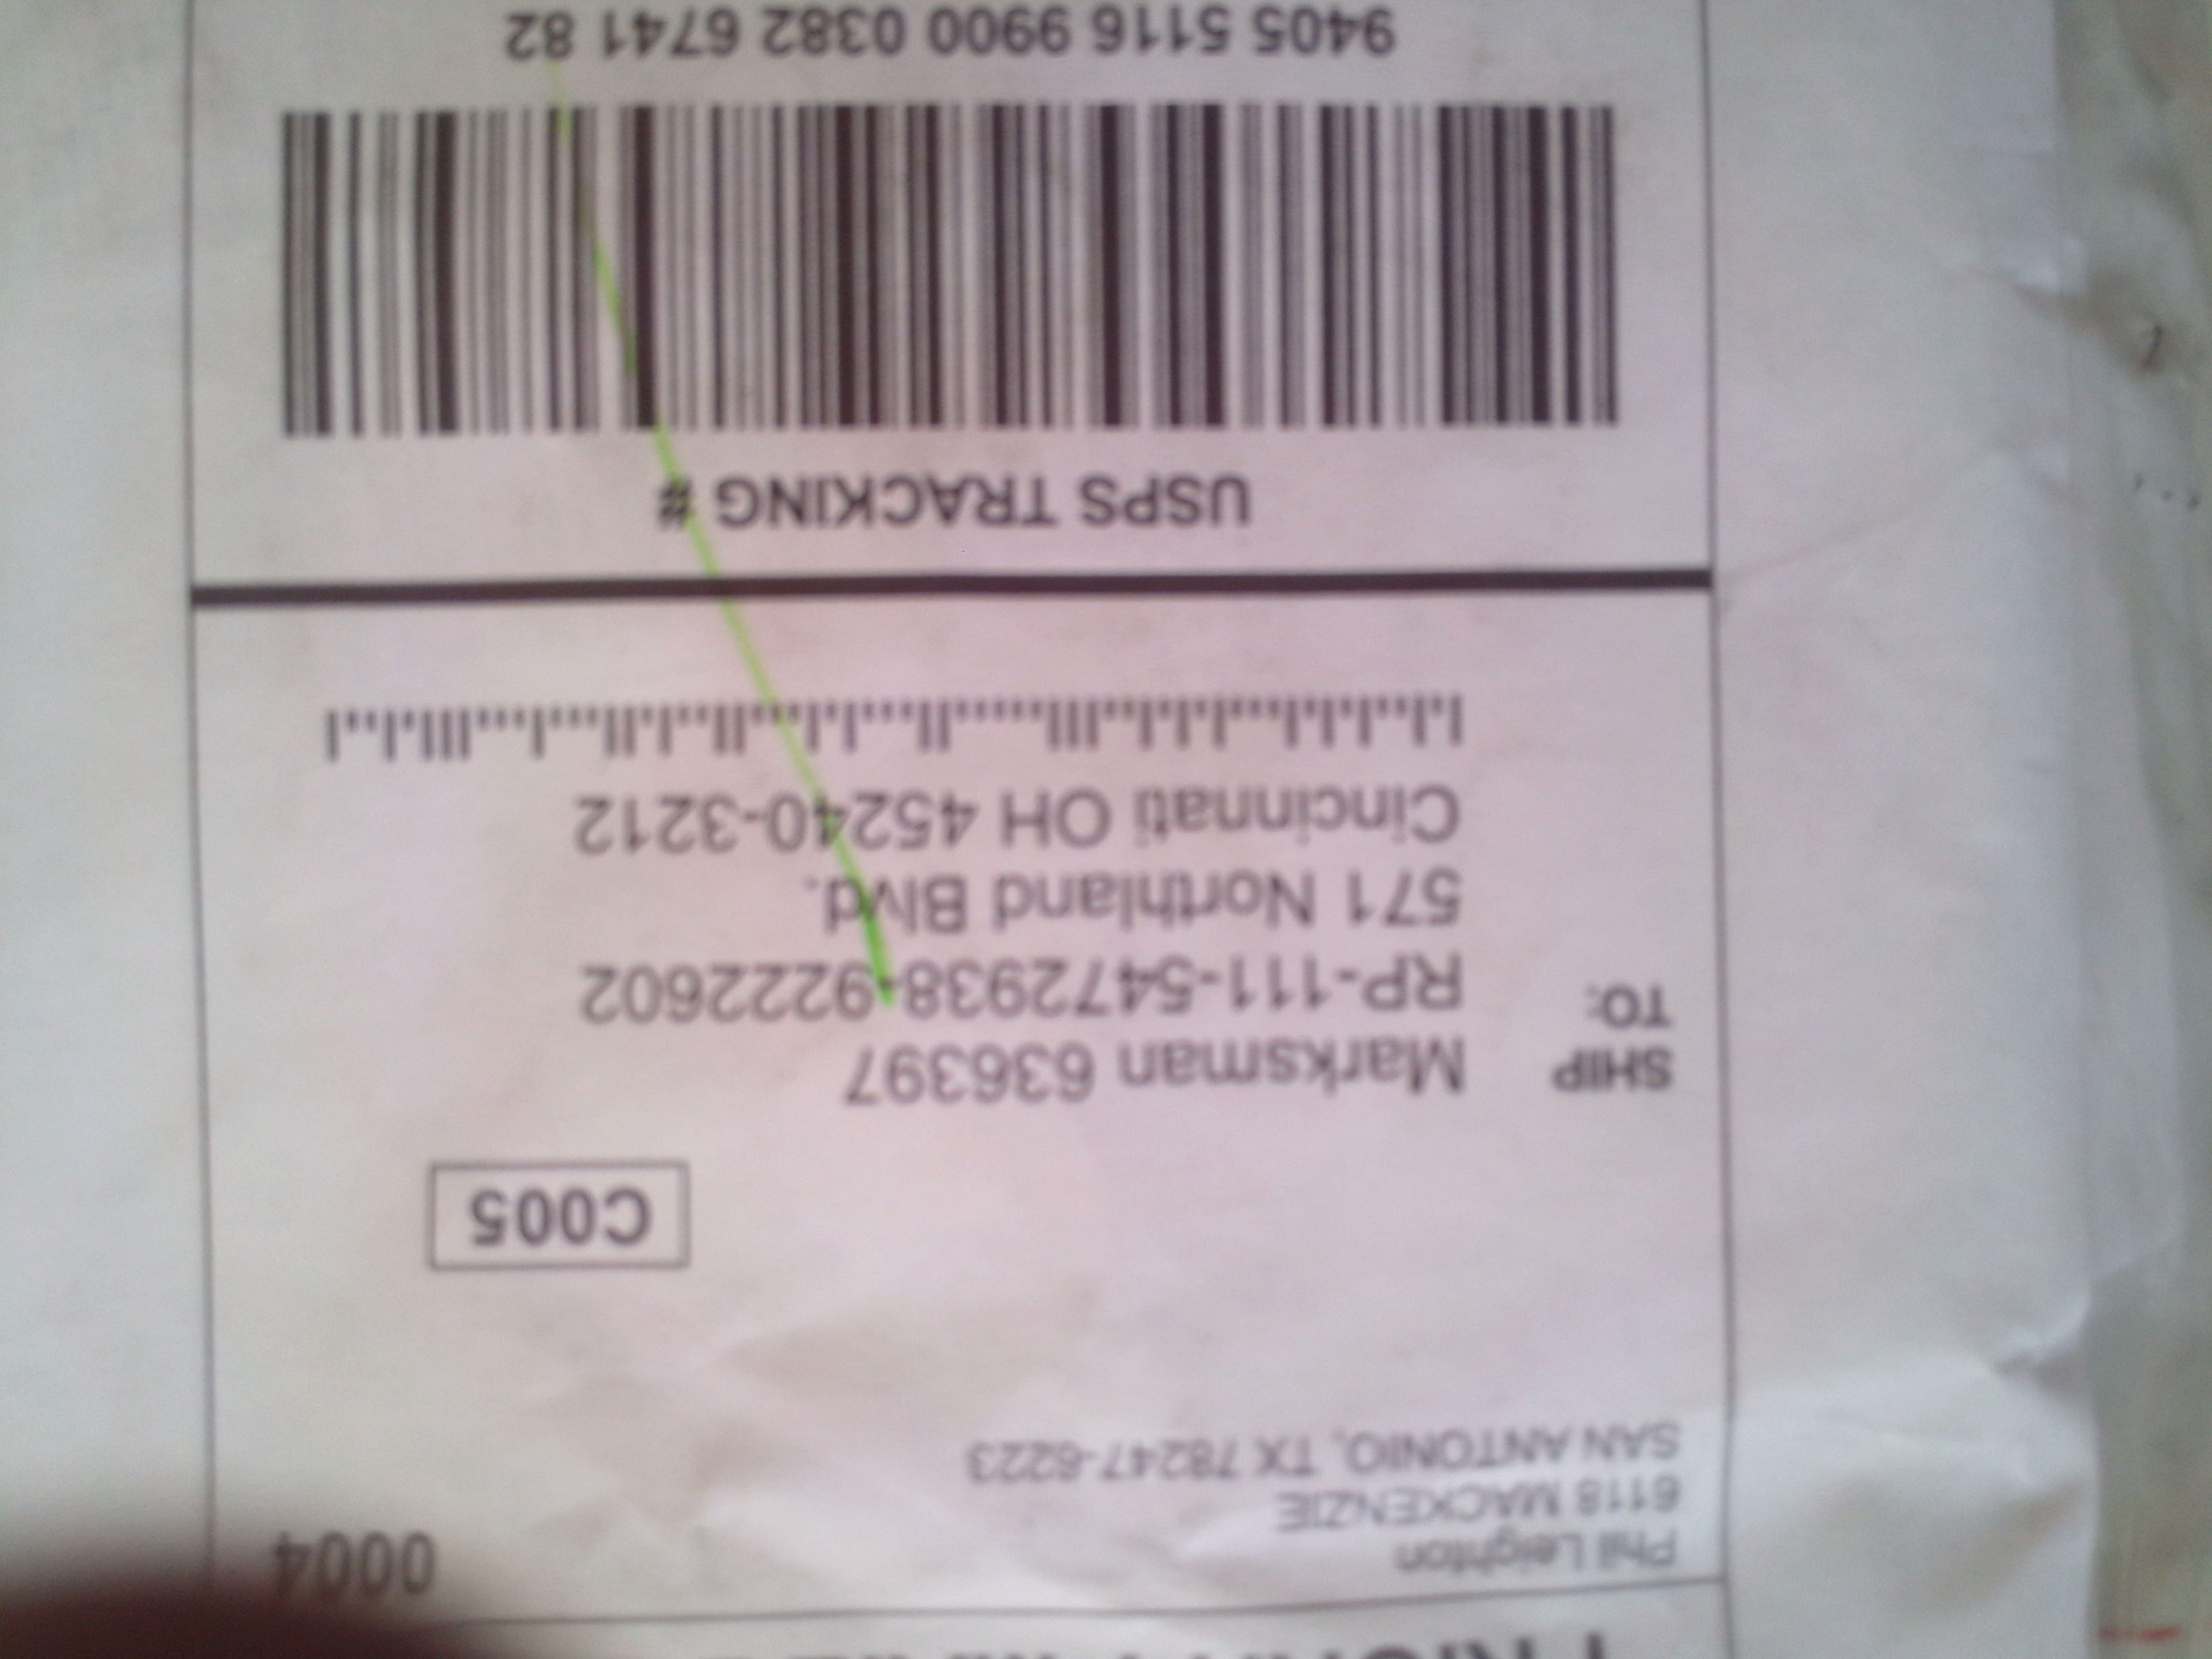 0004
Phil Leighton
6118 MACKENZIE
SAN ANTONIO, TX 78247-6223
C005
SHIP
TO:
Marksman 636397
RP-111-5472938-9222602
571 Northland Blvd.
Cincinnati OH 45240-3212
USPS TRACKING #
9405 5116 9900 0382 6741 82